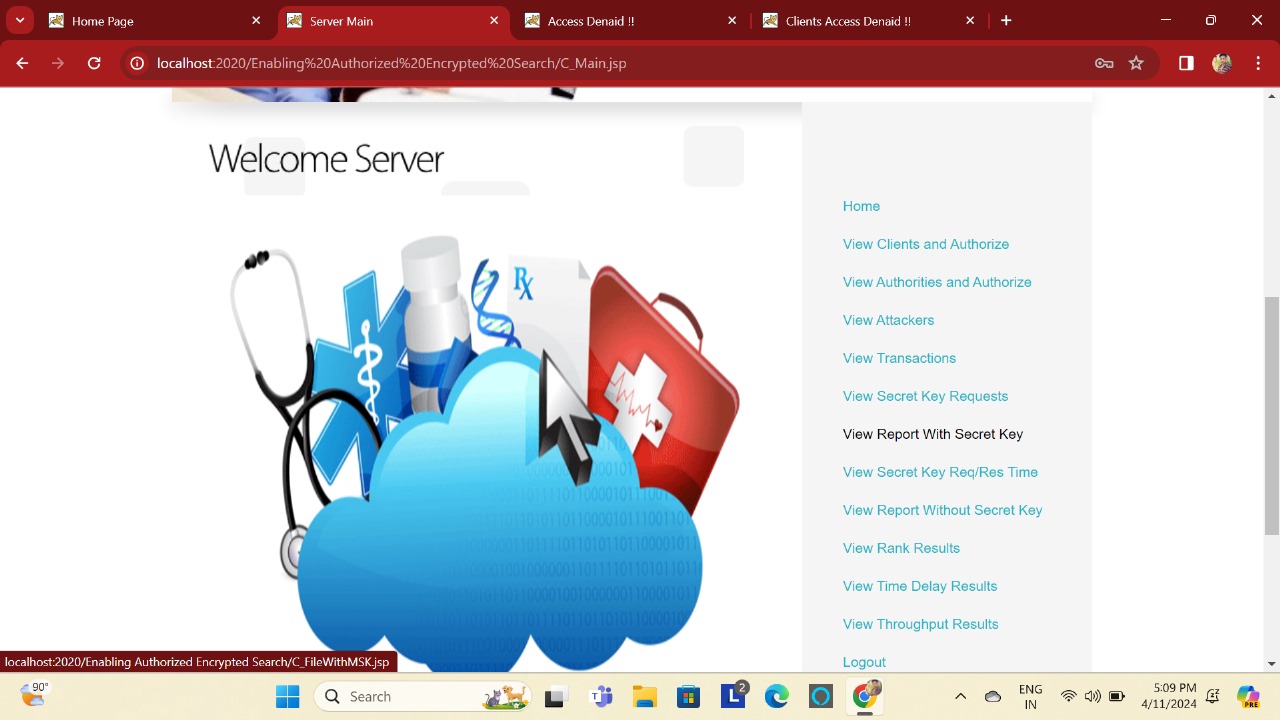 Home Page
Server Main
Access Denaid !!
Clients Access Denaid !!
localhost:2020/Enabling%20Authorized%20Encrypted%20Search/C_Main.jsp
Welcome Server
Rx
Home
View Clients and Authorize
View Authorities and Authorize
View Attackers
View Transactions
View Secret Key Requests
View Report With Secret Key
View Secret Key Req/Res Time
View Report Without Secret Key
View Rank Results
View Time Delay Results
View Throughput Results
Logout
localhost:2020/Enabling Authorized Encrypted Search/C_FileWithMSK.jsp
90°
Search
L
2
PRE
ENG
IN
5:09 PM
4/11/2024